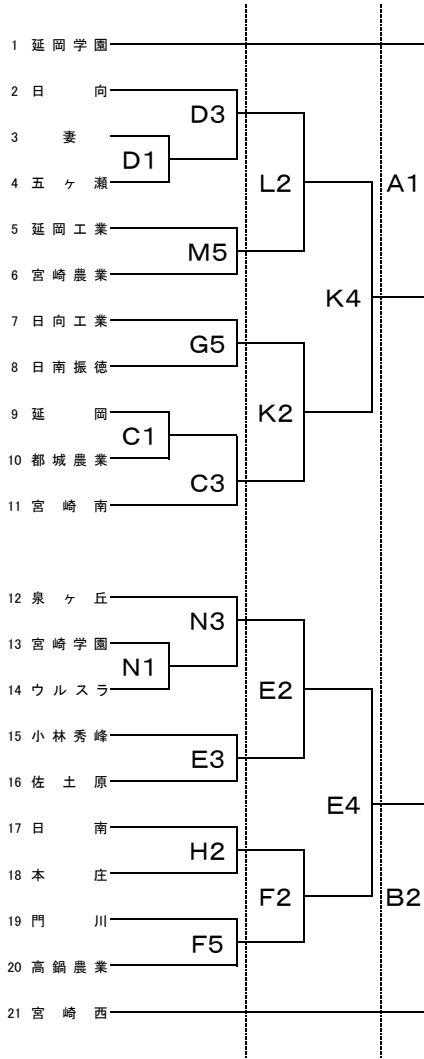 1 延岡学園
2 日向
D3
3 妻
D1
4 五ヶ瀬
L2
A1
5 延岡工業
M5
6 宮崎農業
K4
7 日向工業
G5
8 日南振徳
9 延岡
C1
K2
10 都城農業
C3
11 宮崎南
12 泉ヶ丘
N3
13 宮崎学園
N1
14 ウルスラ
E2
15 小林秀峰
E3
16 佐土原
E4
17 日南
H2
18 本庄
F2
B2
19 門川
F5
20 高鍋農業
21 宮崎西